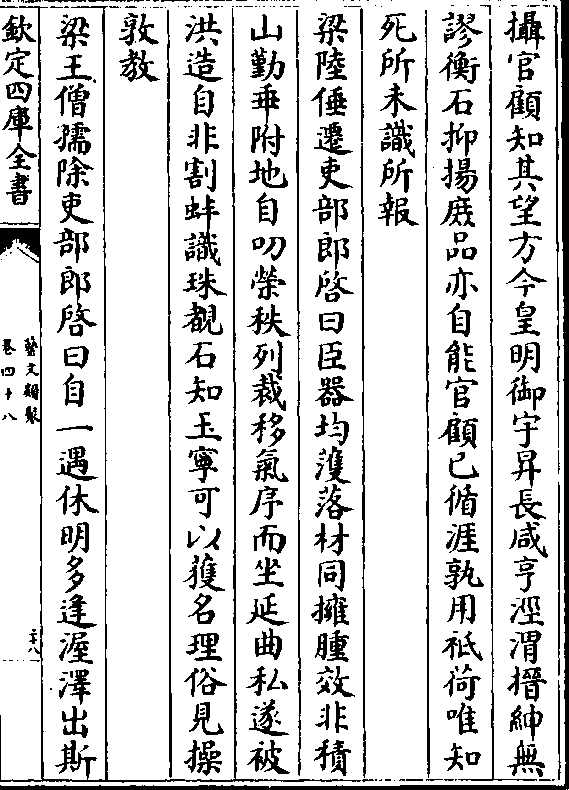 攝官顧知其望方今皇明御宇昇長咸亨涇渭搢紳無
謬衡石抑揚庶品亦自能官顧已循涯孰用祇荷唯知
死所未識所報
梁陸倕遷吏部郎啓曰臣器均濩落材同擁腫效非積
山勤乖附地自叨榮秩列裁移氣序而坐延曲私遂被
洪造自非割蚌識珠覩石知玉寧可以獲名理俗見操
敦教
梁王僧孺除吏部郎啓曰自一遇休明多逢渥澤出斯
欽定四庫全書
藝文類聚
卷四十八